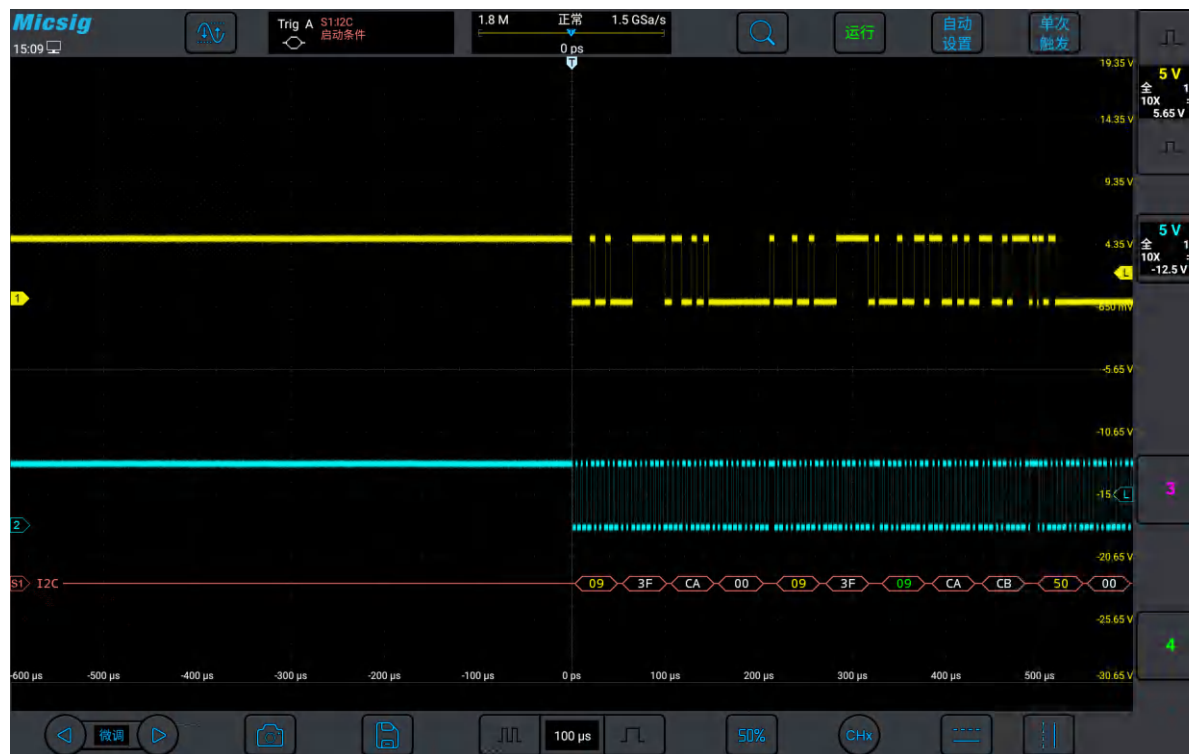 Micsig
15:09
Trig A S1:I2C
启动条件
1.8 M 正常 1.5 GSa/s
0 ps
运行
自动
设置
单次
触发
T
19.35 V
14.35 V
9.35 V
4.35 V
L
-650 mV
-5.65 V
-10.65 V
-15.
L
-20.65 V
-25.65 V
-30.65 V
5 V
全 1
10X
5.65 V
5 V
全 1
10X
-12.5 V
3
4
1
2
S1 I2C
09 3F CA 00 09 3F 09 CA CB 50 00
-600 µs -500 µs -400 µs -300 µs -200 µs -100 µs 0 ps 100 µs 200 µs 300 µs 400 µs 500 µs
微调
100 µs
50%
CHx